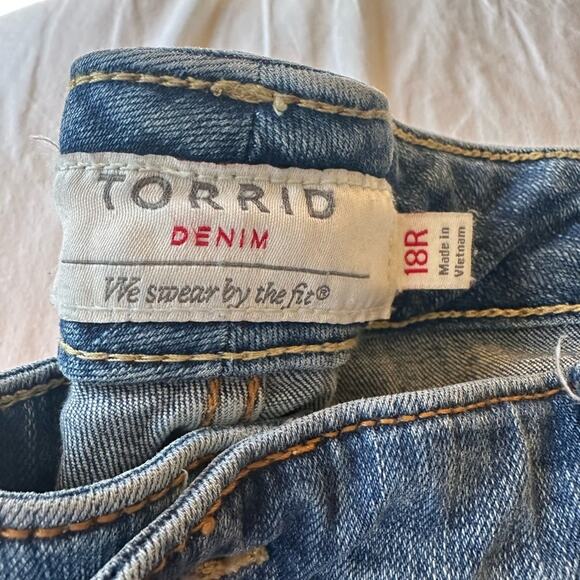 TORRID
DENIM
We swear by the fit®
18R
Made in
Vietnam